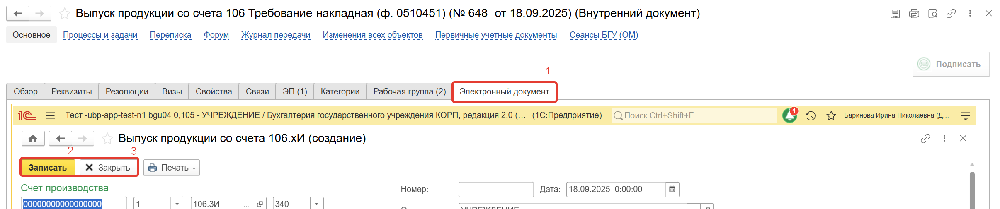 Выпуск продукции со счета 106 Требование-накладная (ф. 0510451) (№ 648- от 18.09.2025) (Внутренний документ)
Основное Процессы и задачи Переписка Форум Журнал передачи Изменения всех объектов Первичные учетные документы Сеансы БГУ (ОМ)
Подписать
1
Обзор Реквизиты Резолюции Визы Свойства Связи ЭП (1) Категории Рабочая группа (2) Электронный документ
1С Тест -ubp-app-test-n1 bgu04 0,105 - УЧРЕЖДЕНИЕ / Бухгалтерия государственного учреждения КОРП, редакция 2.0 (... (1С:Предприятие) Поиск Ctrl+Shift+F 1 Баринова Ирина Николаевна (Д...
Выпуск продукции со счета 106.хИ (создание)
2 3
Записать Закрыть Печать
Счет производства Номер: Дата: 18.09.2025 0:00:00
00000000000000000 1 106.3И ... 340
Организация УЧРЕЖДЕНИЕ